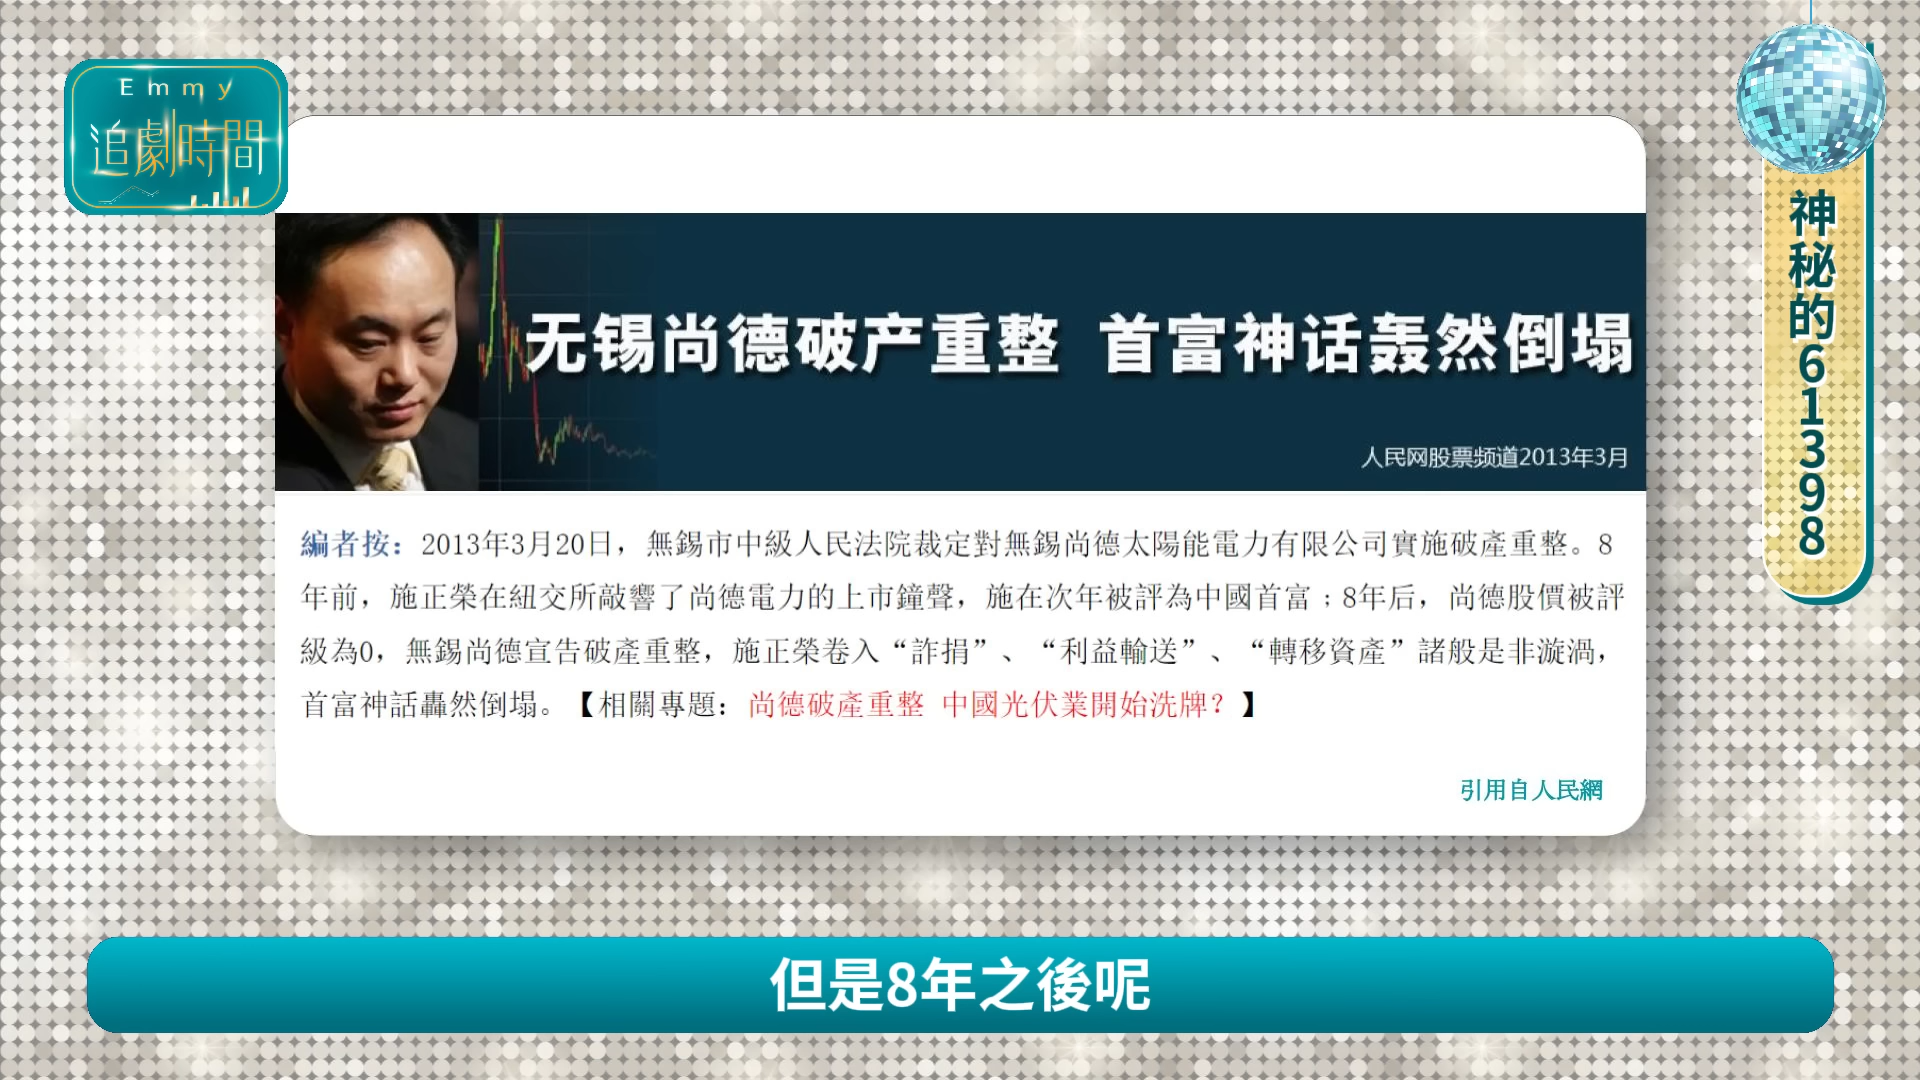 Emmy
追劇時間
神秘的61398
无锡尚德破产重整 首富神话轰然倒塌
人民网股票频道2013年3月
編者按：2013年3月20日，無錫市中級人民法院裁定對無錫尚德太陽能電力有限公司實施破產重整。8
年前，施正榮在紐交所敲響了尚德電力的上市鐘聲，施在次年被評為中國首富；8年后，尚德股價被評
級為0，無錫尚德宣告破產重整，施正榮卷入“詐捐”、“利益輸送”、“轉移資產”諸般是非漩渦，
首富神話轟然倒塌。【相關專題：尚德破產重整 中國光伏業開始洗牌？】
引用自人民網
但是8年之後呢